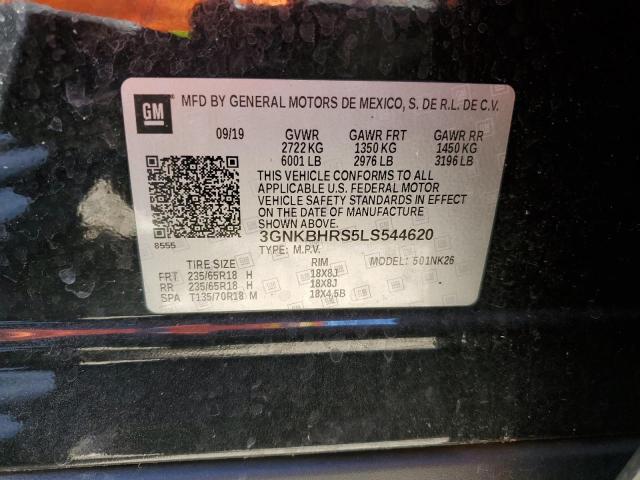 GM
MFD BY GENERAL MOTORS DE MEXICO, S. DE R.L. DE C.V.
09/19 GVWR GAWR FRT GAWR RR
2722 KG 1350 KG 1450 KG
6001 LB 2976 LB 3196 LB
THIS VEHICLE CONFORMS TO ALL
APPLICABLE U.S. FEDERAL MOTOR
VEHICLE SAFETY STANDARDS IN EFFECT
ON THE DATE OF MANUFACTURE
SHOWN ABOVE.
8555
3GNKBHRS5LS544620
TYPE: M.P.V. MODEL: 501NK26
TIRE SIZE RIM
FRT 235/65R18 H 18X8J
RR 235/65R18 H 18X8J
SPA T135/70R18 M 18X4.5B